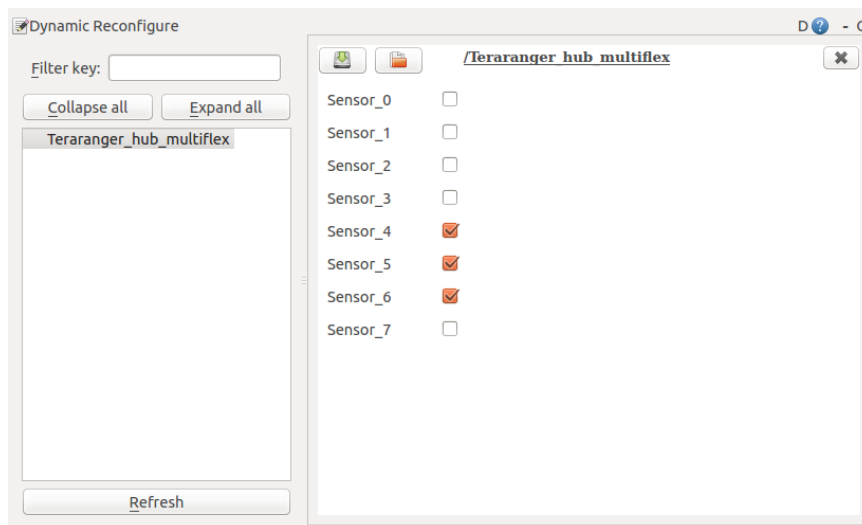 Dynamic Reconfigure
D - C
Filter key:
Collapse all Expand all
Teraranger_hub_multiflex
Refresh
/Teraranger_hub_multiflex
Sensor_0
Sensor_1
Sensor_2
Sensor_3
Sensor_4
Sensor_5
Sensor_6
Sensor_7